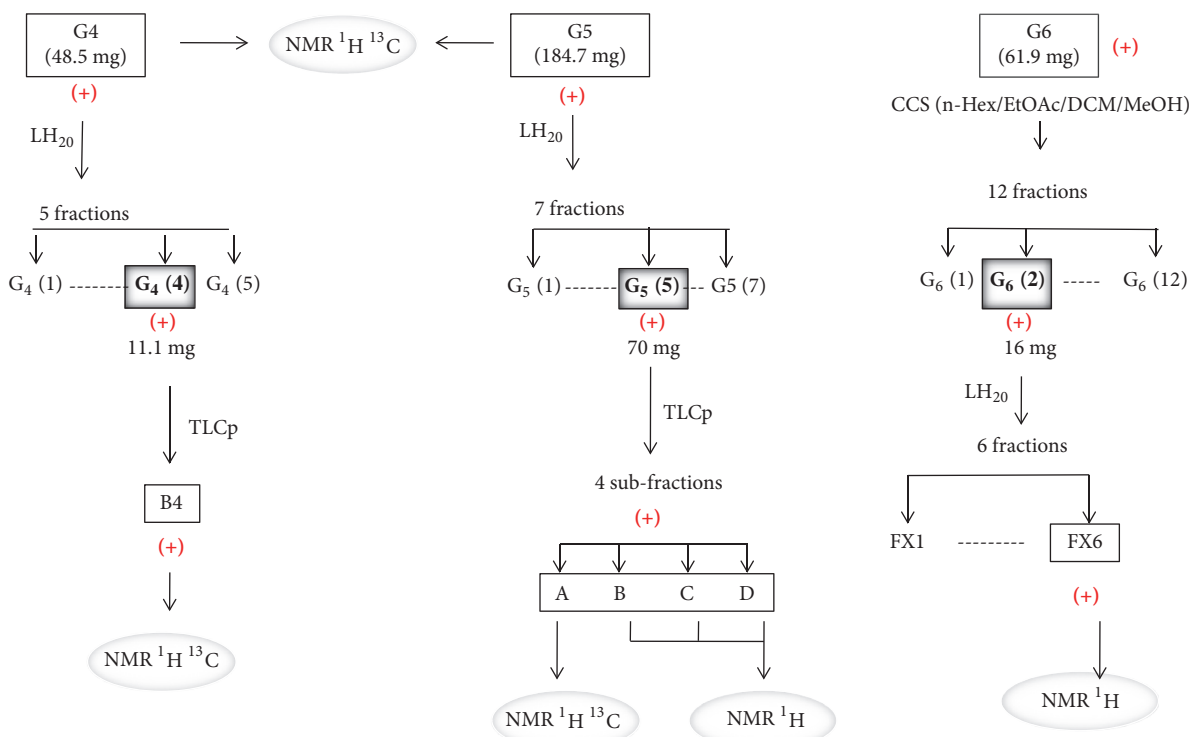 G4
(48.5 mg)
(+)
NMR ¹H ¹³C
G5
(184.7 mg)
(+)
G6
(61.9 mg)
(+)
LH₂₀
LH₂₀
CCS (n-Hex/EtOAc/DCM/MeOH)
5 fractions
7 fractions
12 fractions
G₄ (1) -------- G₄ (4) G₄ (5)
G₅ (1) ------- G₅ (5) --- G5 (7)
G₆ (1) G₆ (2) ----- G₆ (12)
(+)
(+)
(+)
11.1 mg
70 mg
16 mg
TLCp
TLCp
LH₂₀
6 fractions
B4
4 sub-fractions
(+)
(+)
FX1 --------- FX6
A B C D
(+)
NMR ¹H ¹³C
NMR ¹H ¹³C
NMR ¹H
NMR ¹H